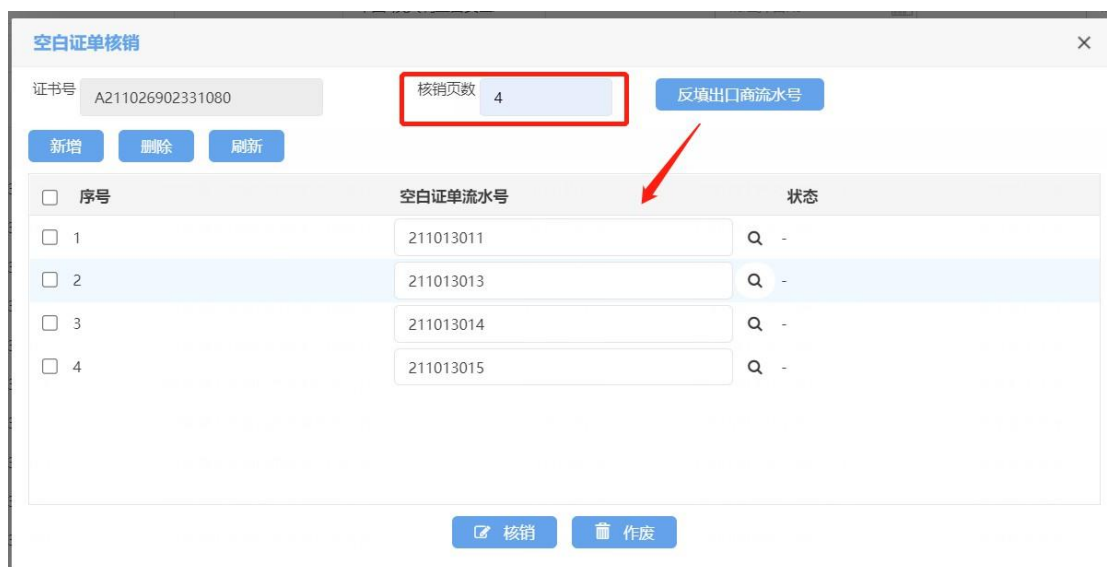 空白证单核销
证书号 A211026902331080 核销页数 4 反填出口商流水号
新增 删除 刷新
序号 空白证单流水号 状态
1 211013011 -
2 211013013 -
3 211013014 -
4 211013015 -
核销 作废